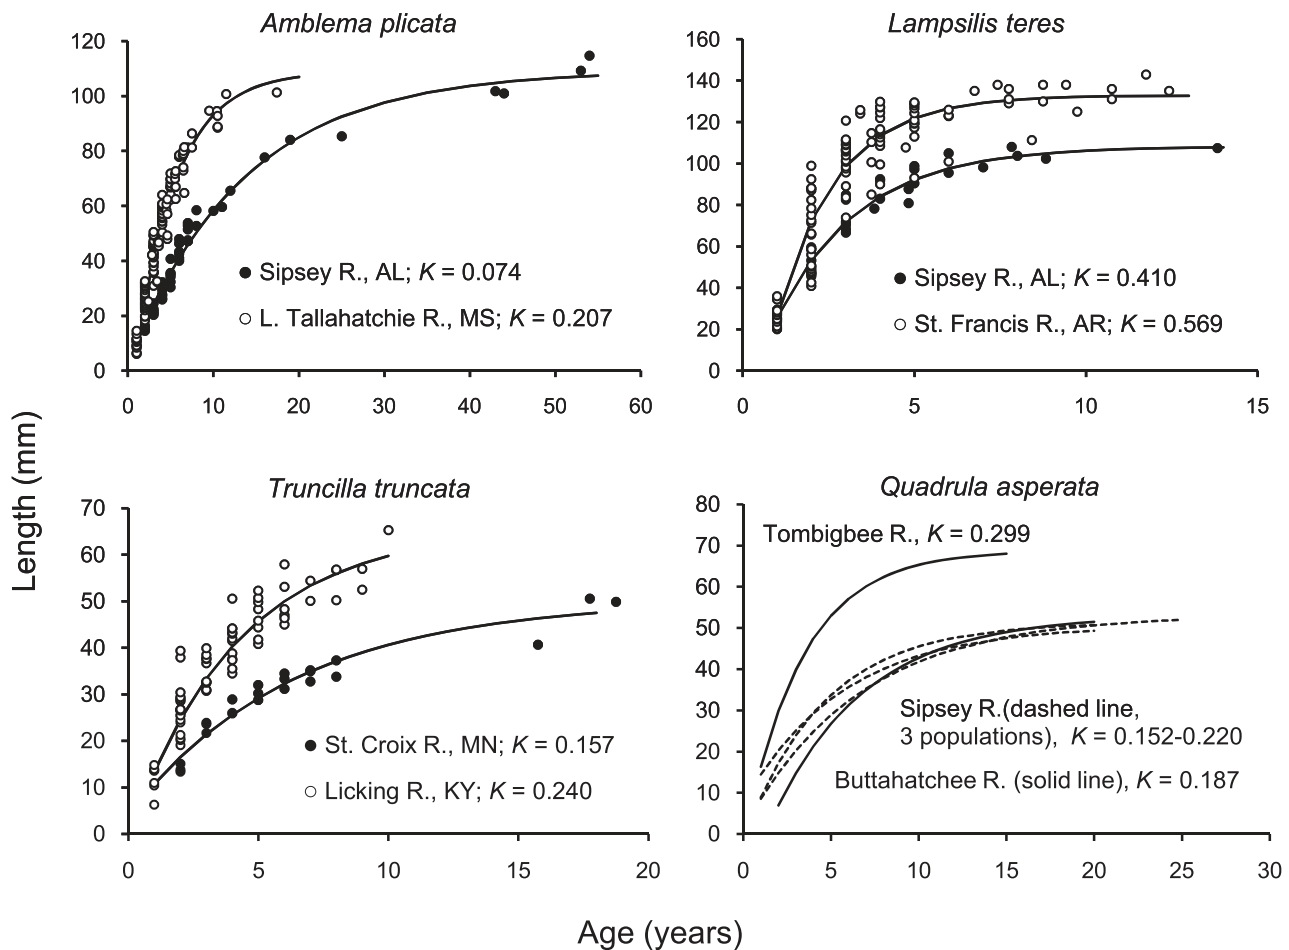 Amblema plicata
120
100
80
60
40
20
0
0 10 20 30 40 50 60
Sipsey R., AL; K = 0.074
L. Tallahatchie R., MS; K = 0.207
Lampsilis teres
160
140
120
100
80
60
40
20
0
0 5 10 15
Sipsey R., AL; K = 0.410
St. Francis R., AR; K = 0.569
Length (mm)
Truncilla truncata
70
60
50
40
30
20
10
0
0 5 10 15 20
St. Croix R., MN; K = 0.157
Licking R., KY; K = 0.240
Quadrula asperata
80
70
60
50
40
30
20
10
0
0 5 10 15 20 25 30
Tombigbee R., K = 0.299
Sipsey R.(dashed line,
3 populations), K = 0.152-0.220
Buttahatchee R. (solid line), K = 0.187
Age (years)